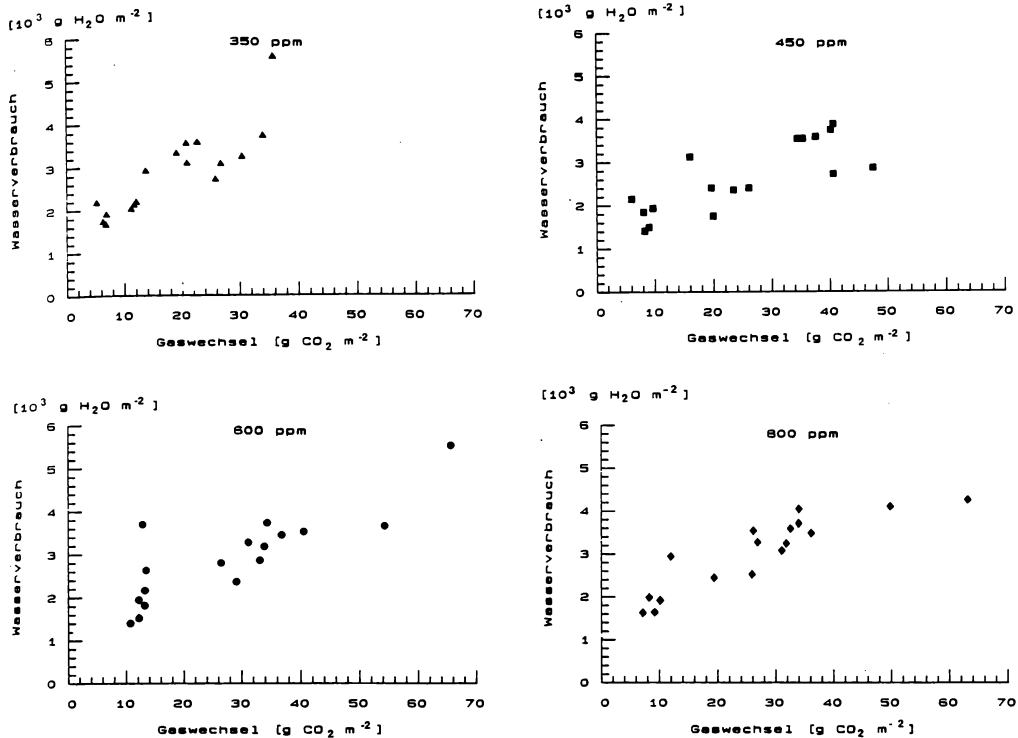 [10³ g H₂O m⁻²]
350 ppm
Wasserverbrauch
6
5
4
3
2
1
0
0 10 20 30 40 50 60 70
Gaswechsel [g CO₂ m⁻²]
[10³ g H₂O m⁻²]
450 ppm
Wasserverbrauch
6
5
4
3
2
1
0
0 10 20 30 40 50 60 70
Gaswechsel [g CO₂ m⁻²]
[10³ g H₂O m⁻²]
600 ppm
Wasserverbrauch
6
5
4
3
2
1
0
0 10 20 30 40 50 60 70
Gaswechsel [g CO₂ m⁻²]
[10³ g H₂O m⁻²]
800 ppm
Wasserverbrauch
6
5
4
3
2
1
0
0 10 20 30 40 50 60 70
Gaswechsel [g CO₂ m⁻²]